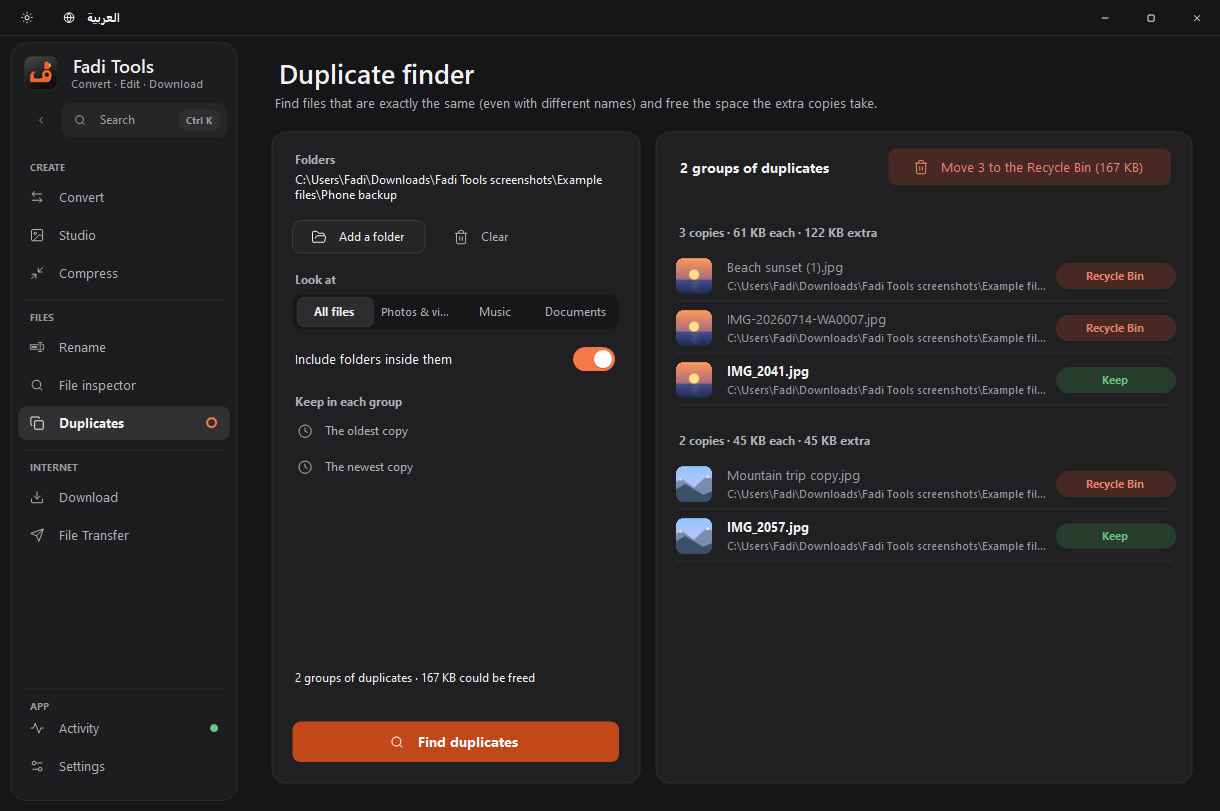 العربية
Fadi Tools
Convert · Edit · Download
Search
Ctrl K
CREATE
Convert
Studio
Compress
FILES
Rename
File inspector
Duplicates
INTERNET
Download
File Transfer
APP
Activity
Settings
Duplicate finder
Find files that are exactly the same (even with different names) and free the space the extra copies take.
Folders
C:\Users\Fadi\Downloads\Fadi Tools screenshots\Example
files\Phone backup
Add a folder
Clear
Look at
All files
Photos & vi...
Music
Documents
Include folders inside them
Keep in each group
The oldest copy
The newest copy
2 groups of duplicates · 167 KB could be freed
Find duplicates
2 groups of duplicates
Move 3 to the Recycle Bin (167 KB)
3 copies · 61 KB each · 122 KB extra
Beach sunset (1).jpg
C:\Users\Fadi\Downloads\Fadi Tools screenshots\Example fil...
Recycle Bin
IMG-20260714-WA0007.jpg
C:\Users\Fadi\Downloads\Fadi Tools screenshots\Example fil...
Recycle Bin
IMG_2041.jpg
C:\Users\Fadi\Downloads\Fadi Tools screenshots\Example fil...
Keep
2 copies · 45 KB each · 45 KB extra
Mountain trip copy.jpg
C:\Users\Fadi\Downloads\Fadi Tools screenshots\Example fil...
Recycle Bin
IMG_2057.jpg
C:\Users\Fadi\Downloads\Fadi Tools screenshots\Example fil...
Keep